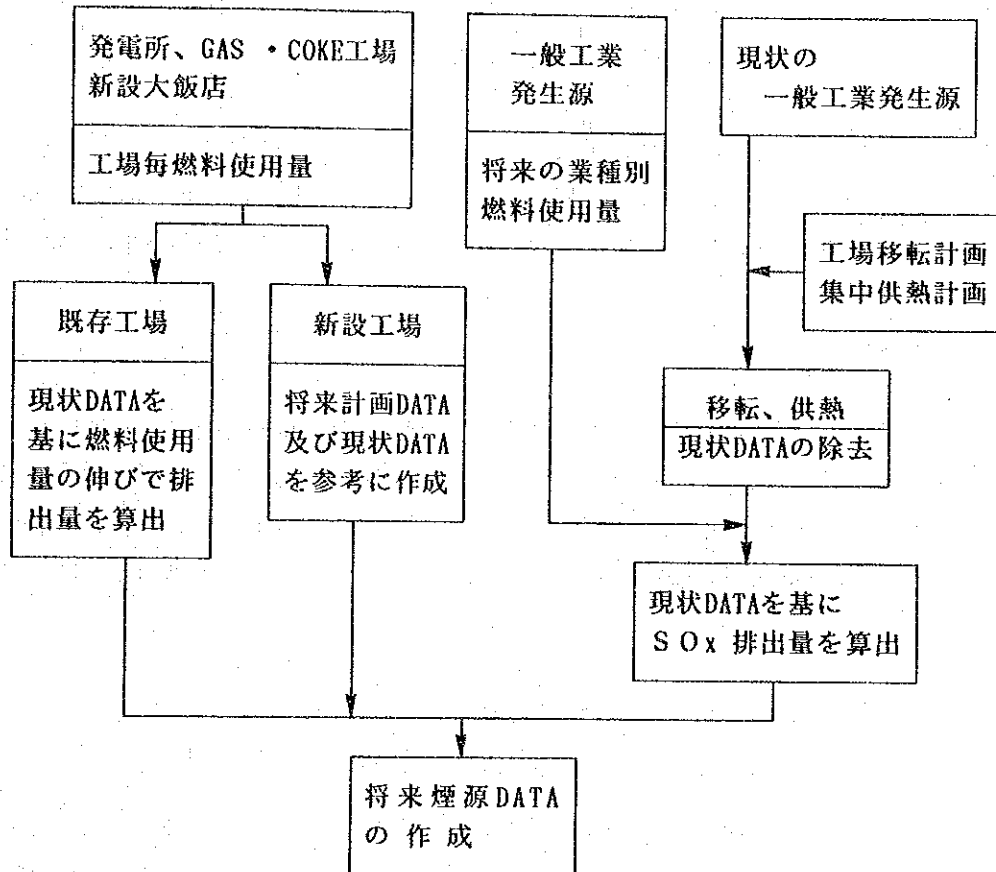 発電所、GAS ・COKE工場
新設大飯店
工場毎燃料使用量
一般工業
発生源
将来の業種別
燃料使用量
現状の
一般工業発生源
工場移転計画
集中供熱計画
既存工場
現状DATAを
基に燃料使用
量の伸びで排
出量を算出
新設工場
将来計画DATA
及び現状DATA
を参考に作成
移転、供熱
現状DATAの除去
現状DATAを基に
SOx 排出量を算出
将来煙源DATA
の 作 成